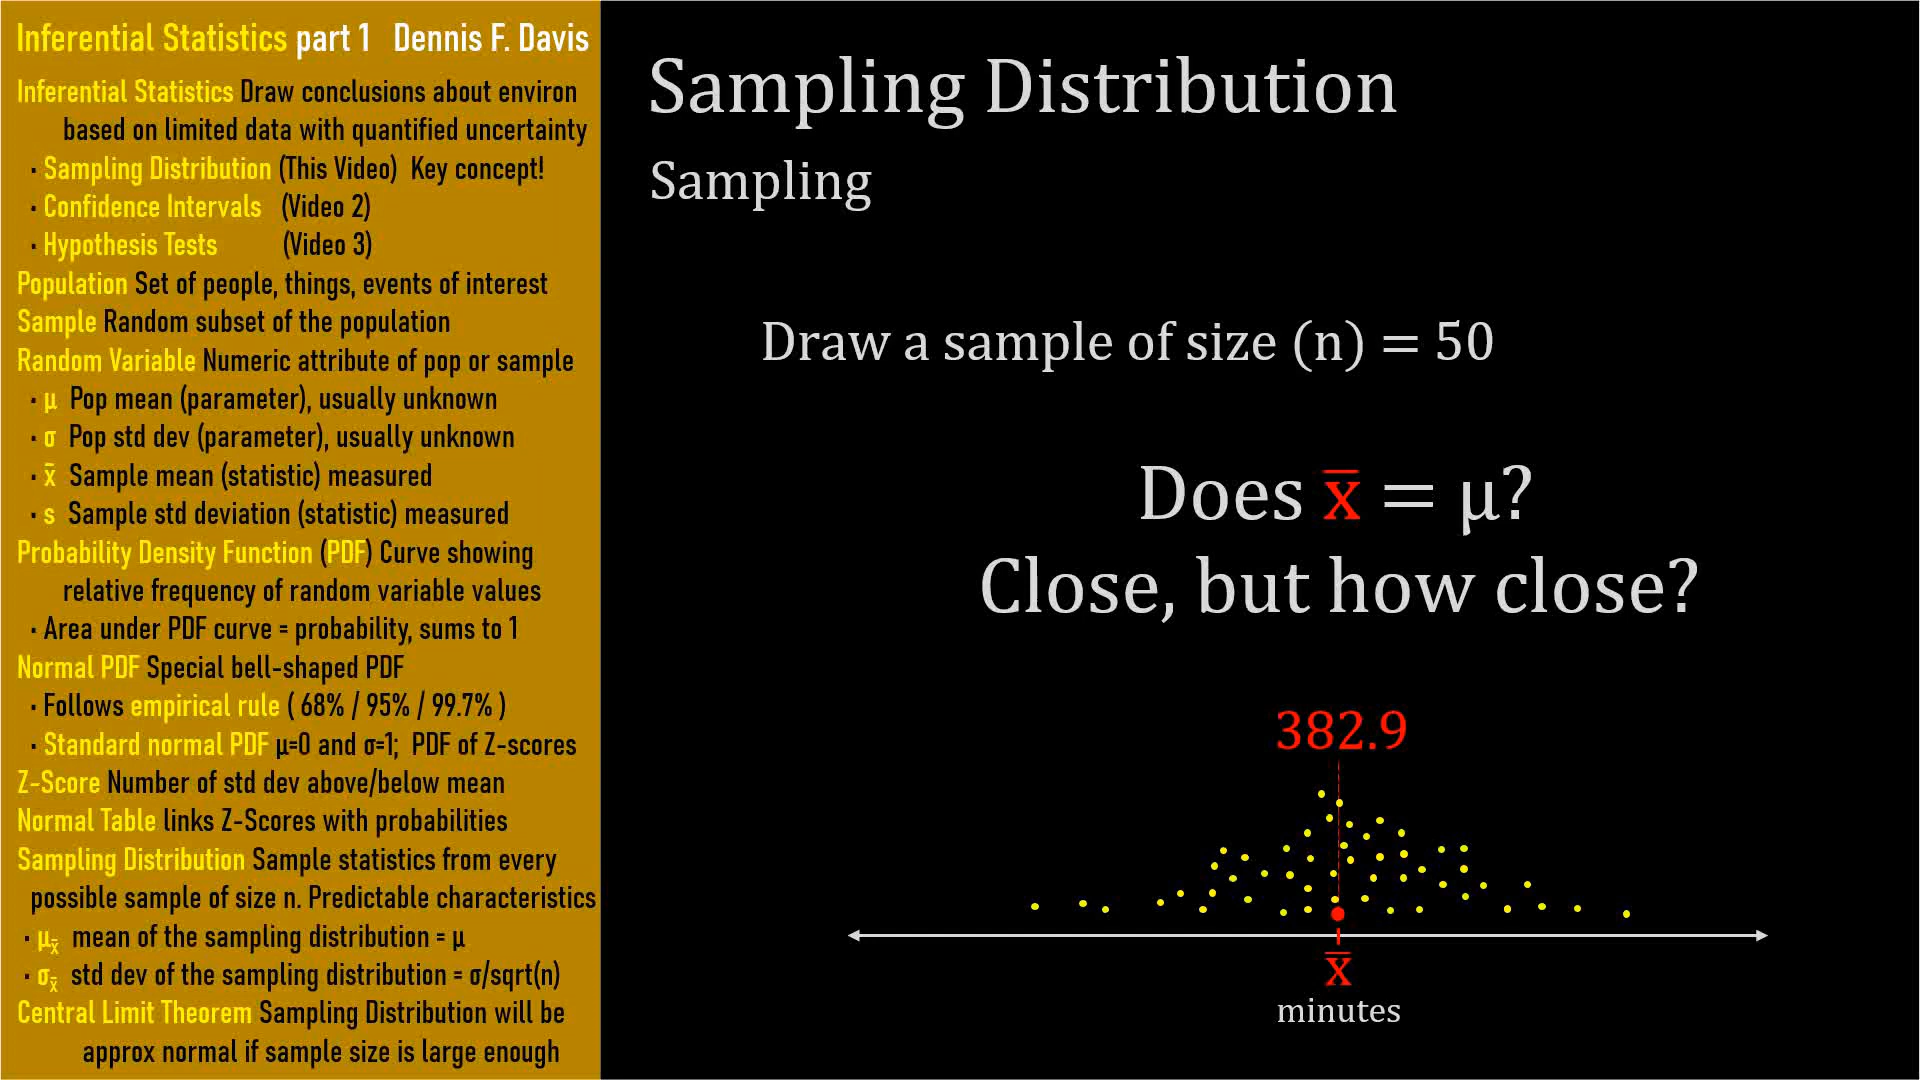 Inferential Statistics part 1 Dennis F. Davis
Inferential Statistics Draw conclusions about environ
based on limited data with quantified uncertainty
· Sampling Distribution (This Video) Key concept!
· Confidence Intervals (Video 2)
· Hypothesis Tests (Video 3)
Population Set of people, things, events of interest
Sample Random subset of the population
Random Variable Numeric attribute of pop or sample
· μ Pop mean (parameter), usually unknown
· σ Pop std dev (parameter), usually unknown
· x̄ Sample mean (statistic) measured
· s Sample std deviation (statistic) measured
Probability Density Function (PDF) Curve showing
relative frequency of random variable values
· Area under PDF curve = probability, sums to 1
Normal PDF Special bell-shaped PDF
· Follows empirical rule ( 68% / 95% / 99.7% )
· Standard normal PDF μ=0 and σ=1; PDF of Z-scores
Z-Score Number of std dev above/below mean
Normal Table links Z-Scores with probabilities
Sampling Distribution Sample statistics from every
possible sample of size n. Predictable characteristics
· μx̄ mean of the sampling distribution = μ
· σx̄ std dev of the sampling distribution = σ/sqrt(n)
Central Limit Theorem Sampling Distribution will be
approx normal if sample size is large enough
Sampling Distribution
Sampling
Draw a sample of size (n) = 50
Does x̄ = μ?
Close, but how close?
382.9
x̄
minutes